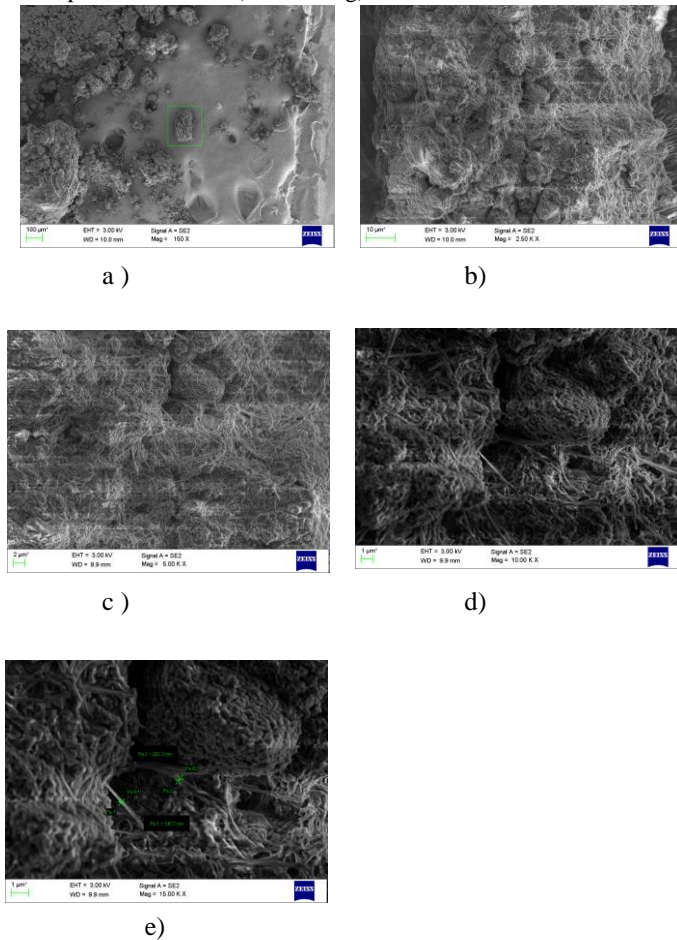 100 µm* EHT = 3.00 kV Signal A = SE2
WD = 10.0 mm Mag = 150 X
ZEISS
10 µm* EHT = 3.00 kV Signal A = SE2
WD = 10.0 mm Mag = 2.50 K X
ZEISS
a )
b)
2 µm* EHT = 3.00 kV Signal A = SE2
WD = 9.9 mm Mag = 5.00 K X
ZEISS
1 µm* EHT = 3.00 kV Signal A = SE2
WD = 9.9 mm Mag = 10.00 K X
ZEISS
c )
d)
1 µm* EHT = 3.00 kV Signal A = SE2
WD = 9.9 mm Mag = 15.00 K X
ZEISS
e)